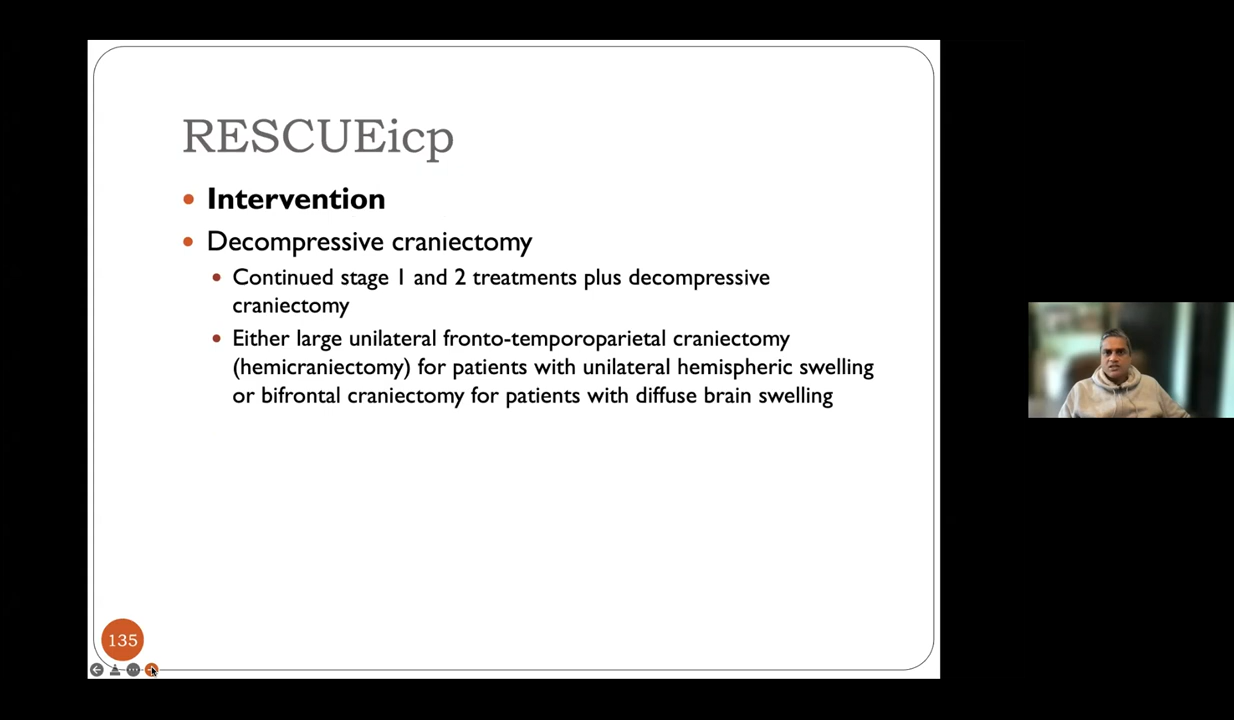 RESCUEicp
Intervention
Decompressive craniectomy
Continued stage 1 and 2 treatments plus decompressive
craniectomy
Either large unilateral fronto-temporoparietal craniectomy
(hemicraniectomy) for patients with unilateral hemispheric swelling
or bifrontal craniectomy for patients with diffuse brain swelling
135